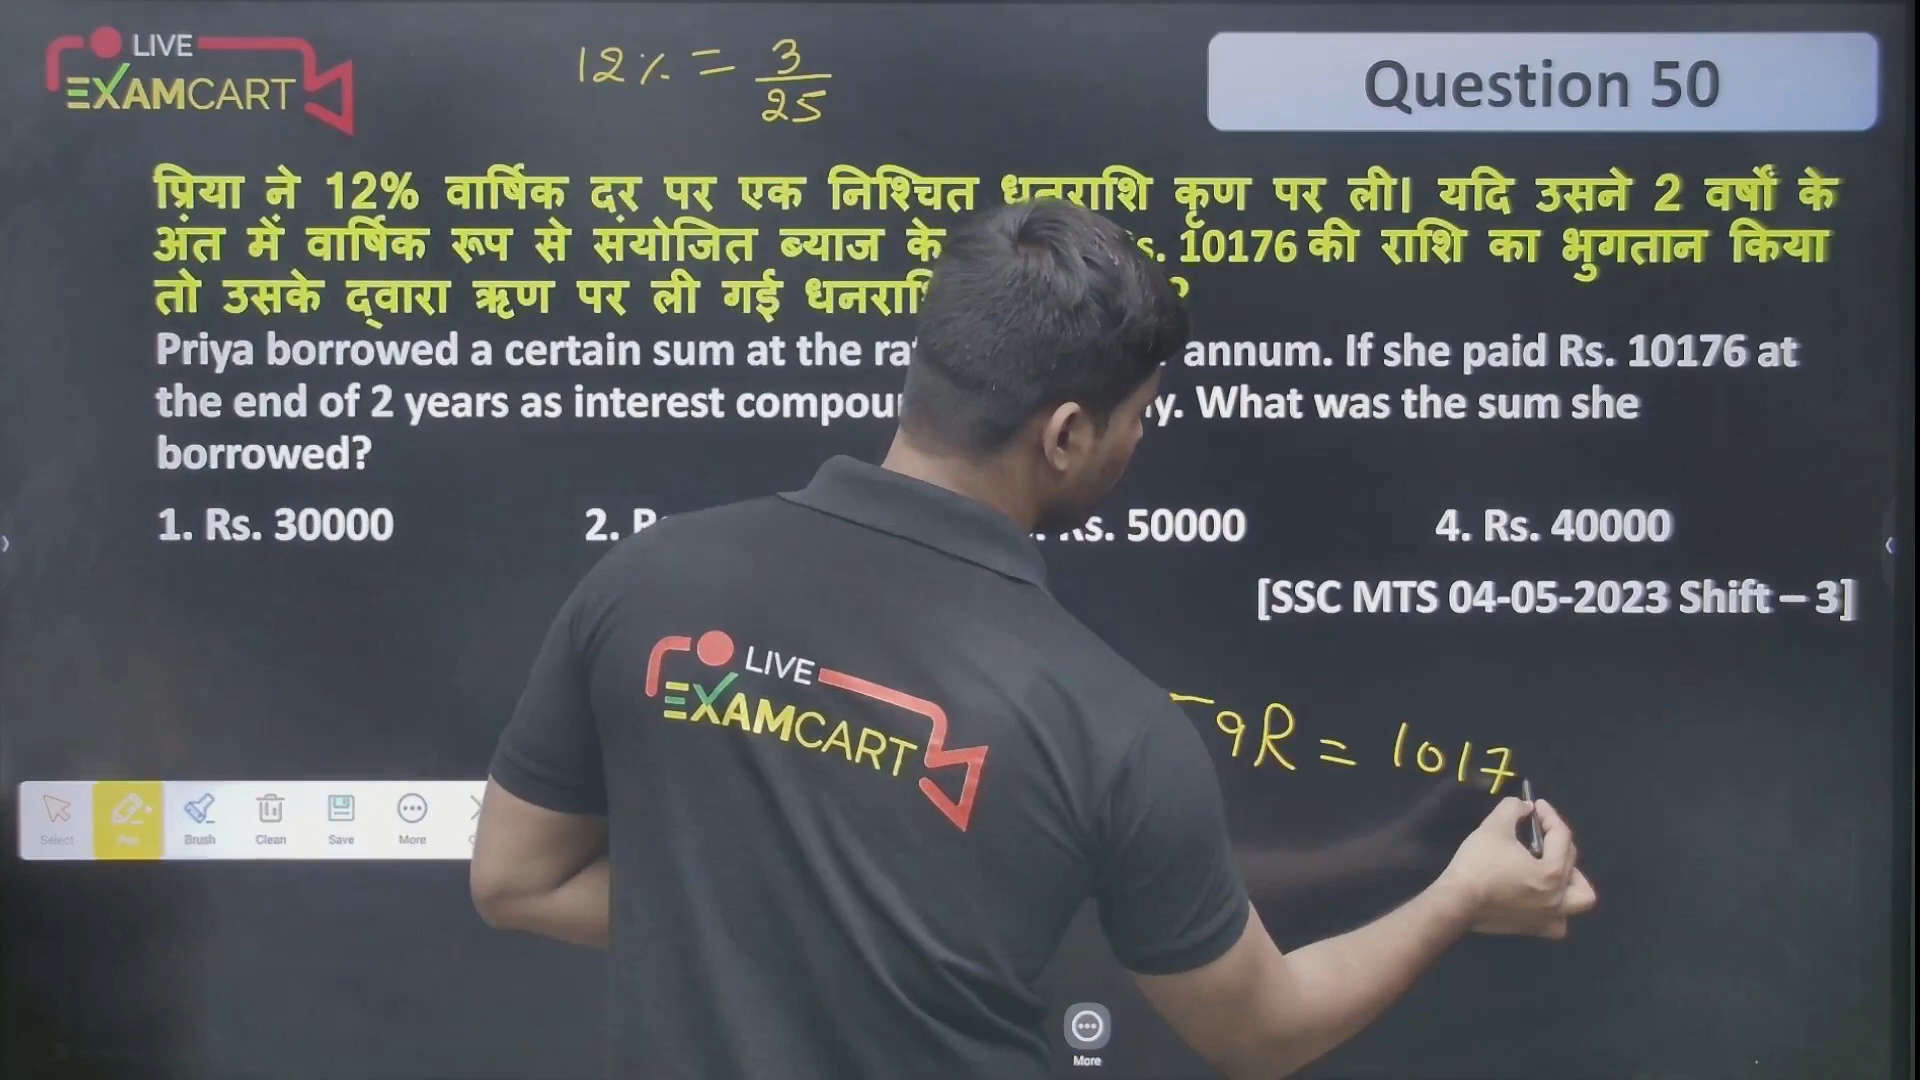 LIVE
EXAMCART
12% = 3/25
Question 50
प्रिया ने 12% वार्षिक दर पर एक निश्चित धनराशि कृण पर ली। यदि उसने 2 वर्षों के
अंत में वार्षिक रूप से संयोजित ब्याज के s. 10176 की राशि का भुगतान किया
तो उसके द्वारा ऋण पर ली गई ?
Priya borrowed a certain sum at the annum. If she paid Rs. 10176 at
the end of 2 years as interest What was the sum she
borrowed?
1. Rs. 30000 2. Rs. 50000 4. Rs. 40000
[SSC MTS 04-05-2023 Shift – 3]
LIVE
EXAMCART
9R = 1017
Select Pen Brush Clean Save More
More